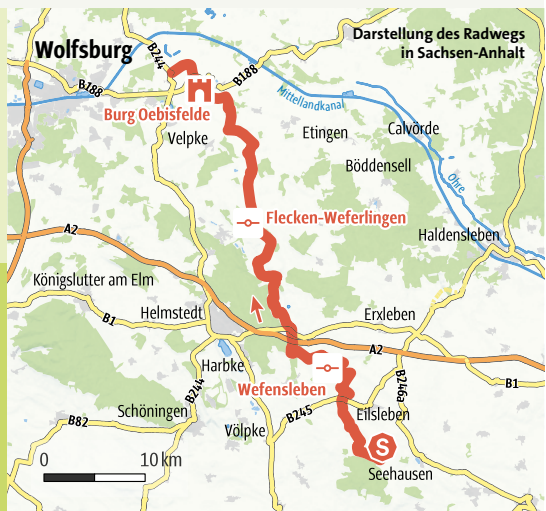 Darstellung des Radwegs
in Sachsen-Anhalt
Wolfsburg
B244
B188
B188
Mittellandkanal
Burg Oebisfelde
Velpke
Etingen
Calvörde
Böddensell
Ohre
Flecken-Weferlingen
Haldensleben
A2
Königslutter am Elm
B1
Helmstedt
Erxleben
A2
Harbke
Wefensleben
B244
B246a
B1
Schöningen
B245
Eilsleben
B82
Völpke
S
Seehausen
0 10 km